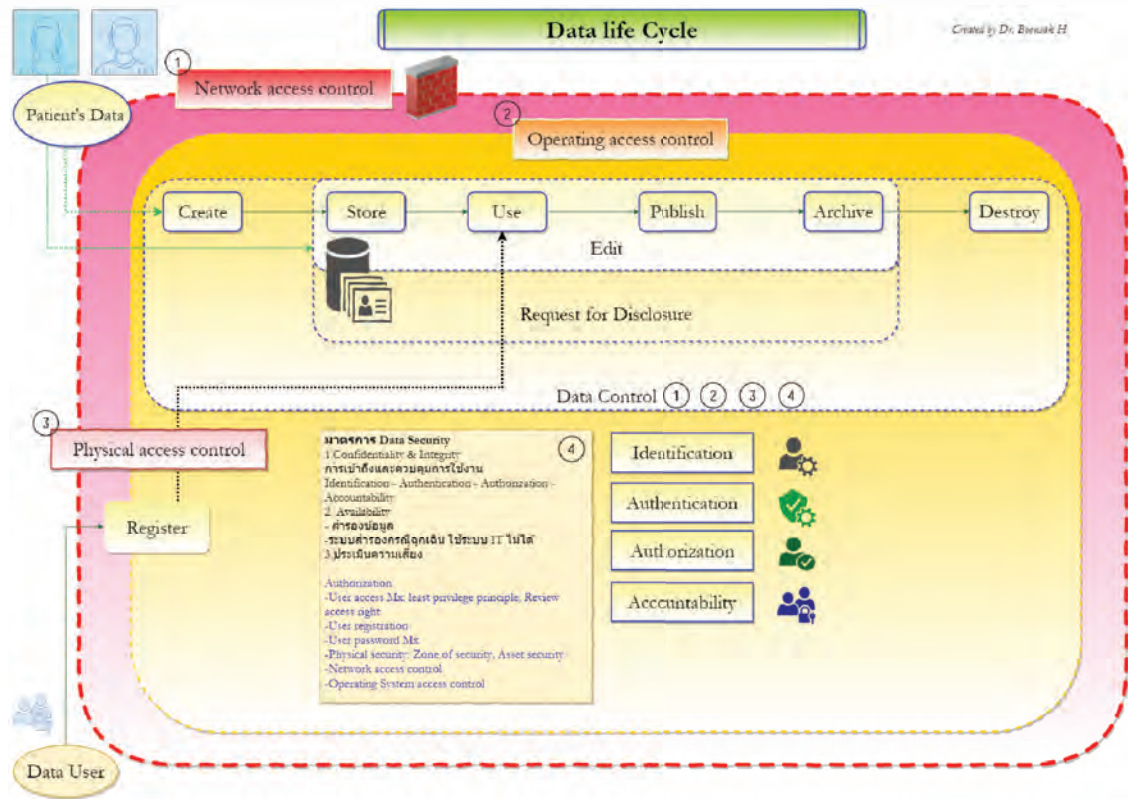 Data life Cycle
Created by Dr. Boonsak H
1
Network access control
Patient's Data
2
Operating access control
Create
Store
Use
Publish
Archive
Destroy
Edit
Request for Disclosure
Data Control 1 2 3 4
3
Physical access control
Register
Data User
4
มาตรการ Data Security
1.Confidentiality & Integrity
การเข้าถึงและควบคุมการใช้งาน
Identification - Authentication - Authorization -
Accountability
2. Availability
- สำรองข้อมูล
-ระบบสำรองกรณีฉุกเฉิน ใช้ระบบ IT ไม่ได้
3.ประเมินความเสี่ยง
Authorization
-User access Mx: least privilege principle, Review
access right
-User registration
-User password Mx
-Physical security: Zone of security, Asset security
-Network access control
-Operating System access control
Identification
Authentication
Authorization
Acccuntability